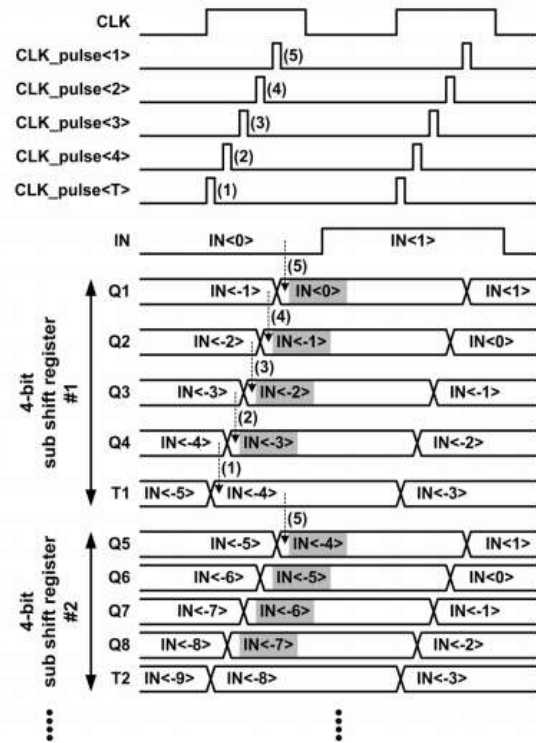 CLK
CLK_pulse<1> (5)
CLK_pulse<2> (4)
CLK_pulse<3> (3)
CLK_pulse<4> (2)
CLK_pulse<T> (1)
IN IN<0> IN<1>
(5)
Q1 IN<-1> IN<0> IN<1>
(4)
Q2 IN<-2> IN<-1> IN<0>
(3)
Q3 IN<-3> IN<-2> IN<-1>
(2)
Q4 IN<-4> IN<-3> IN<-2>
(1)
T1 IN<-5> IN<-4> IN<-3>
4-bit
sub shift register
#1
(5)
Q5 IN<-5> IN<-4> IN<1>
Q6 IN<-6> IN<-5> IN<0>
Q7 IN<-7> IN<-6> IN<-1>
Q8 IN<-8> IN<-7> IN<-2>
T2 IN<-9> IN<-8> IN<-3>
4-bit
sub shift register
#2